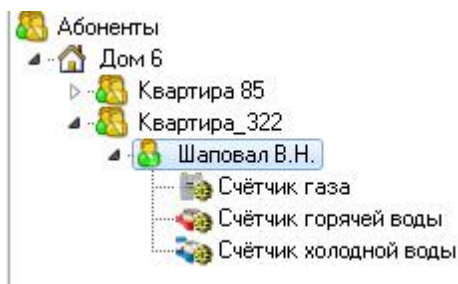 Абоненты
Дом 6
Квартира 85
Квартира_322
Шаповал В.Н.
Счётчик газа
Счётчик горячей воды
Счётчик холодной воды